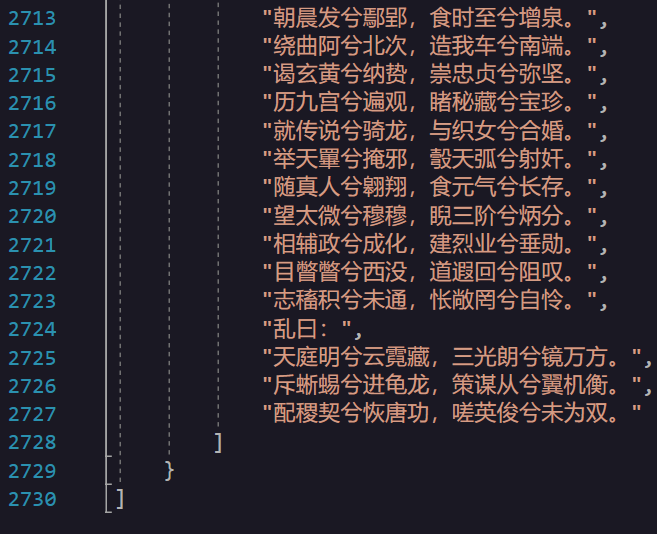 2713 "朝晨发兮鄢郢，食时至兮增泉。",
2714 "绕曲阿兮北次，造我车兮南端。",
2715 "谒玄黄兮纳贽，崇忠贞兮弥坚。",
2716 "历九宫兮遍观，睹秘藏兮宝珍。",
2717 "就传说兮骑龙，与织女兮合婚。",
2718 "举天罼兮掩邪，彀天弧兮射奸。",
2719 "随真人兮翱翔，食元气兮长存。",
2720 "望太微兮穆穆，睨三阶兮炳分。",
2721 "相辅政兮成化，建烈业兮垂勋。",
2722 "目瞥瞥兮西没，道遐回兮阻叹。",
2723 "志稸积兮未通，怅敞罔兮自怜。",
2724 "乱曰：",
2725 "天庭明兮云霓藏，三光朗兮镜万方。",
2726 "斥蜥蜴兮进龟龙，策谋从兮翼机衡。",
2727 "配稷契兮恢唐功，嗟英俊兮未为双。"
2728 ]
2729 }
2730 ]